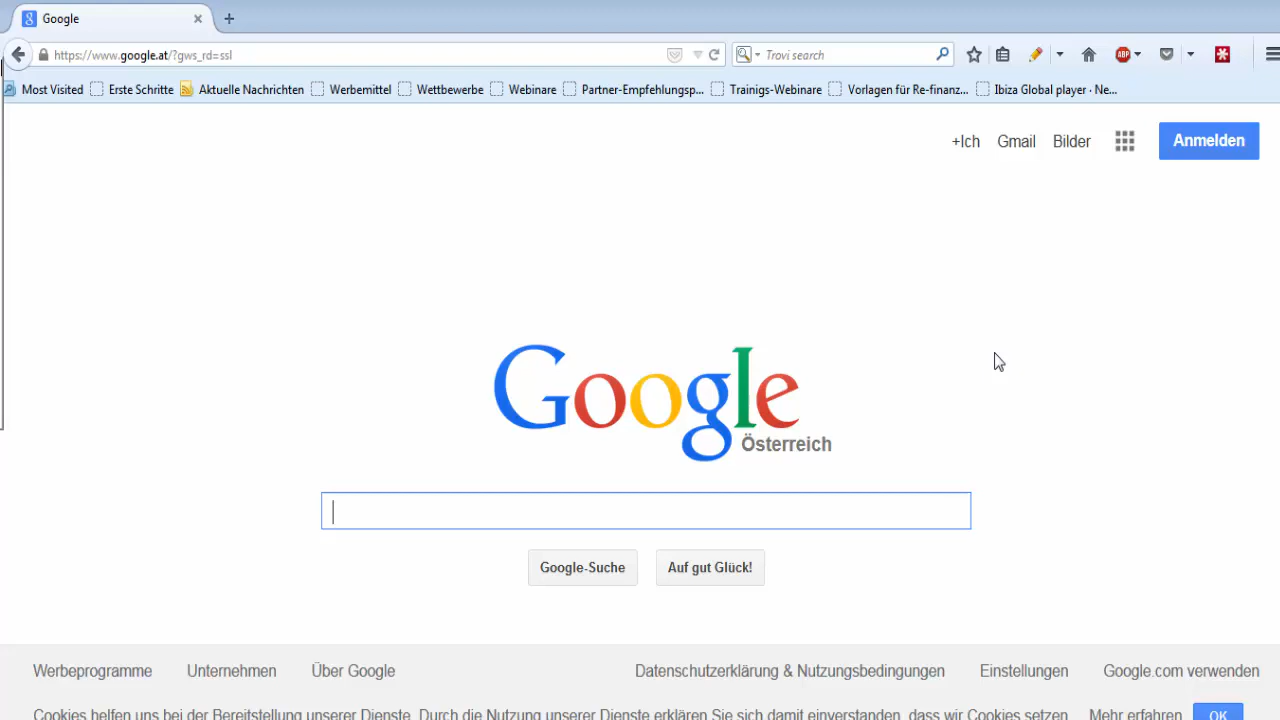 Google
https://www.google.at/?gws_rd=ssl
Trovi search
ABP
Most Visited Erste Schritte Aktuelle Nachrichten Werbemittel Wettbewerbe Webinare Partner-Empfehlungsp... Trainigs-Webinare Vorlagen für Re-finanz... Ibiza Global player · Ne...
+Ich Gmail Bilder Anmelden
Google
Österreich
Google-Suche Auf gut Glück!
Werbeprogramme Unternehmen Über Google Datenschutzerklärung & Nutzungsbedingungen Einstellungen Google.com verwenden
Cookies helfen uns bei der Bereitstellung unserer Dienste. Durch die Nutzung unserer Dienste erklären Sie sich damit einverstanden, dass wir Cookies setzen. Mehr erfahren OK